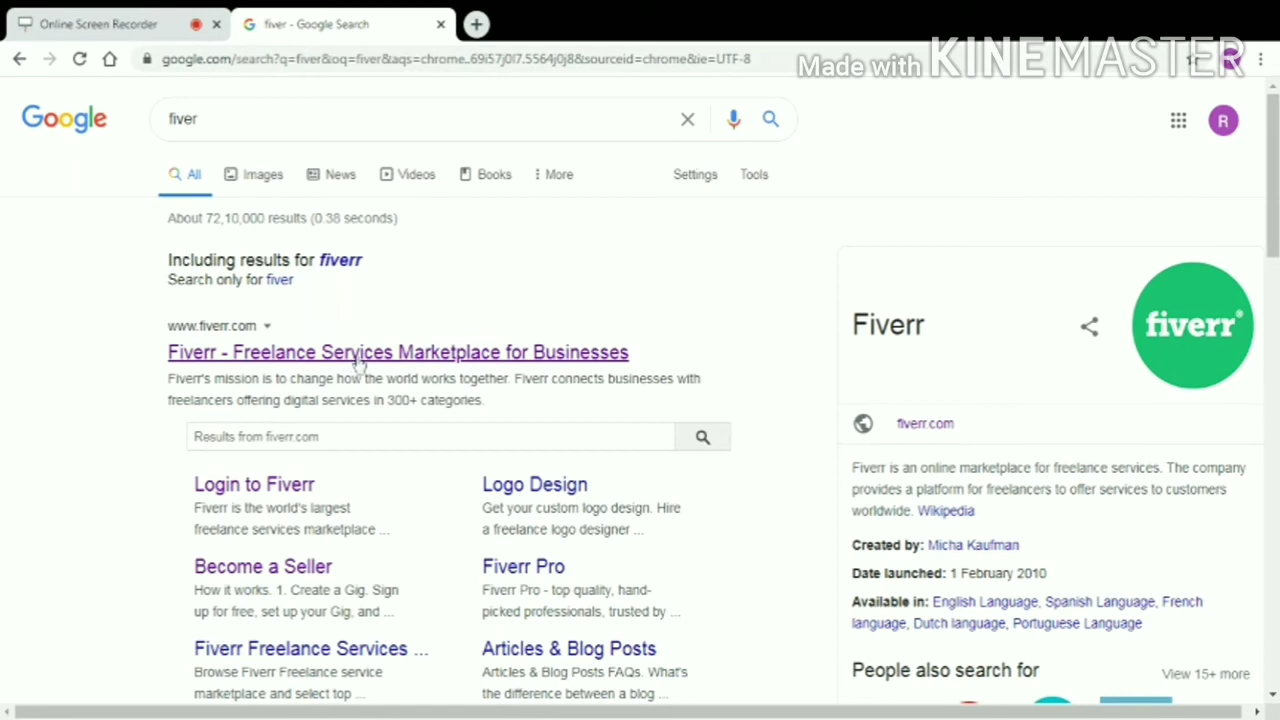 Online Screen Recorder
fiver - Google Search
google.com/search?q=fiver&oq=fiver&aqs=chrome..69i57j0l7.5564j0j8&sourceid=chrome&ie=UTF-8
Made with KINEMASTER
Google
fiver
R
All
Images
News
Videos
Books
More
Settings
Tools
About 72,10,000 results (0.38 seconds)
Including results for fiverr
Search only for fiver
www.fiverr.com
Fiverr - Freelance Services Marketplace for Businesses
Fiverr's mission is to change how the world works together. Fiverr connects businesses with
freelancers offering digital services in 300+ categories.
Results from fiverr.com
Login to Fiverr
Fiverr is the world's largest
freelance services marketplace ...
Logo Design
Get your custom logo design. Hire
a freelance logo designer ...
Become a Seller
How it works. 1. Create a Gig. Sign
up for free, set up your Gig, and ...
Fiverr Pro
Fiverr Pro - top quality, hand-
picked professionals, trusted by ...
Fiverr Freelance Services ...
Browse Fiverr Freelance service
marketplace and select top ...
Articles & Blog Posts
Articles & Blog Posts FAQs. What's
the difference between a blog ...
Fiverr
fiverr®
fiverr.com
Fiverr is an online marketplace for freelance services. The company
provides a platform for freelancers to offer services to customers
worldwide. Wikipedia
Created by: Micha Kaufman
Date launched: 1 February 2010
Available in: English Language, Spanish Language, French
language, Dutch language, Portuguese Language
People also search for
View 15+ more